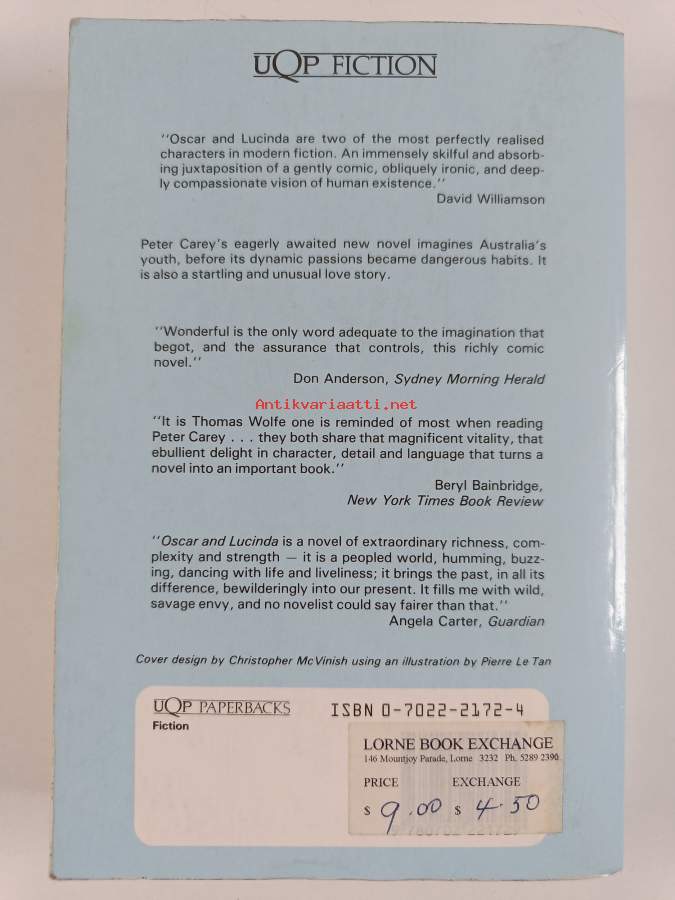 UQP FICTION
''Oscar and Lucinda are two of the most perfectly realised
characters in modern fiction. An immensely skilful and absorb-
ing juxtaposition of a gently comic, obliquely ironic, and deep-
ly compassionate vision of human existence.''
David Williamson
Peter Carey's eagerly awaited new novel imagines Australia's
youth, before its dynamic passions became dangerous habits. It
is also a startling and unusual love story.
''Wonderful is the only word adequate to the imagination that
begot, and the assurance that controls, this richly comic
novel.''
Don Anderson, Sydney Morning Herald
Antikvariaatti.net
''It is Thomas Wolfe one is reminded of most when reading
Peter Carey . . . they both share that magnificent vitality, that
ebullient delight in character, detail and language that turns a
novel into an important book.''
Beryl Bainbridge,
New York Times Book Review
''Oscar and Lucinda is a novel of extraordinary richness, com-
plexity and strength — it is a peopled world, humming, buzz-
ing, dancing with life and liveliness; it brings the past, in all its
difference, bewilderingly into our present. It fills me with wild,
savage envy, and no novelist could say fairer than that.''
Angela Carter, Guardian
Cover design by Christopher McVinish using an illustration by Pierre Le Tan
UQP PAPERBACKS ISBN 0-7022-2172-4
Fiction
LORNE BOOK EXCHANGE
146 Mountjoy Parade, Lorne 3232 Ph. 5289 2390
PRICE EXCHANGE
$ 9.00 $ 4.50